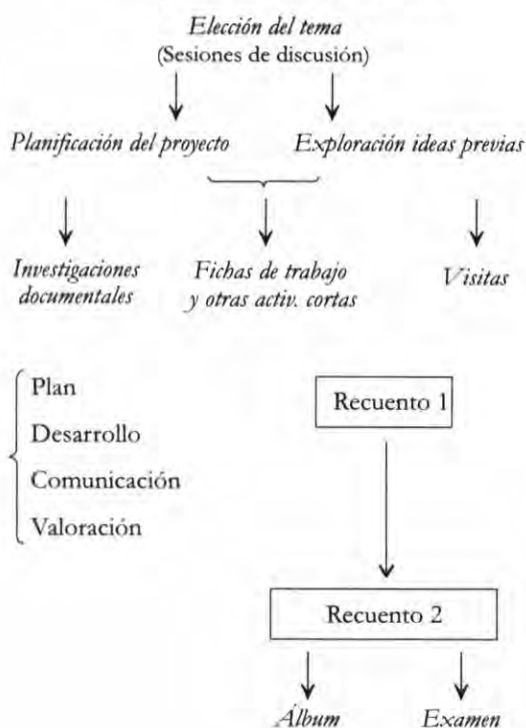 Elección del tema
(Sesiones de discusión)
Planificación del proyecto
Exploración ideas previas
Investigaciones
documentales
Fichas de trabajo
y otras activ. cortas
Visitas
Plan
Desarrollo
Comunicación
Valoración
Recuento 1
Recuento 2
Álbum
Examen